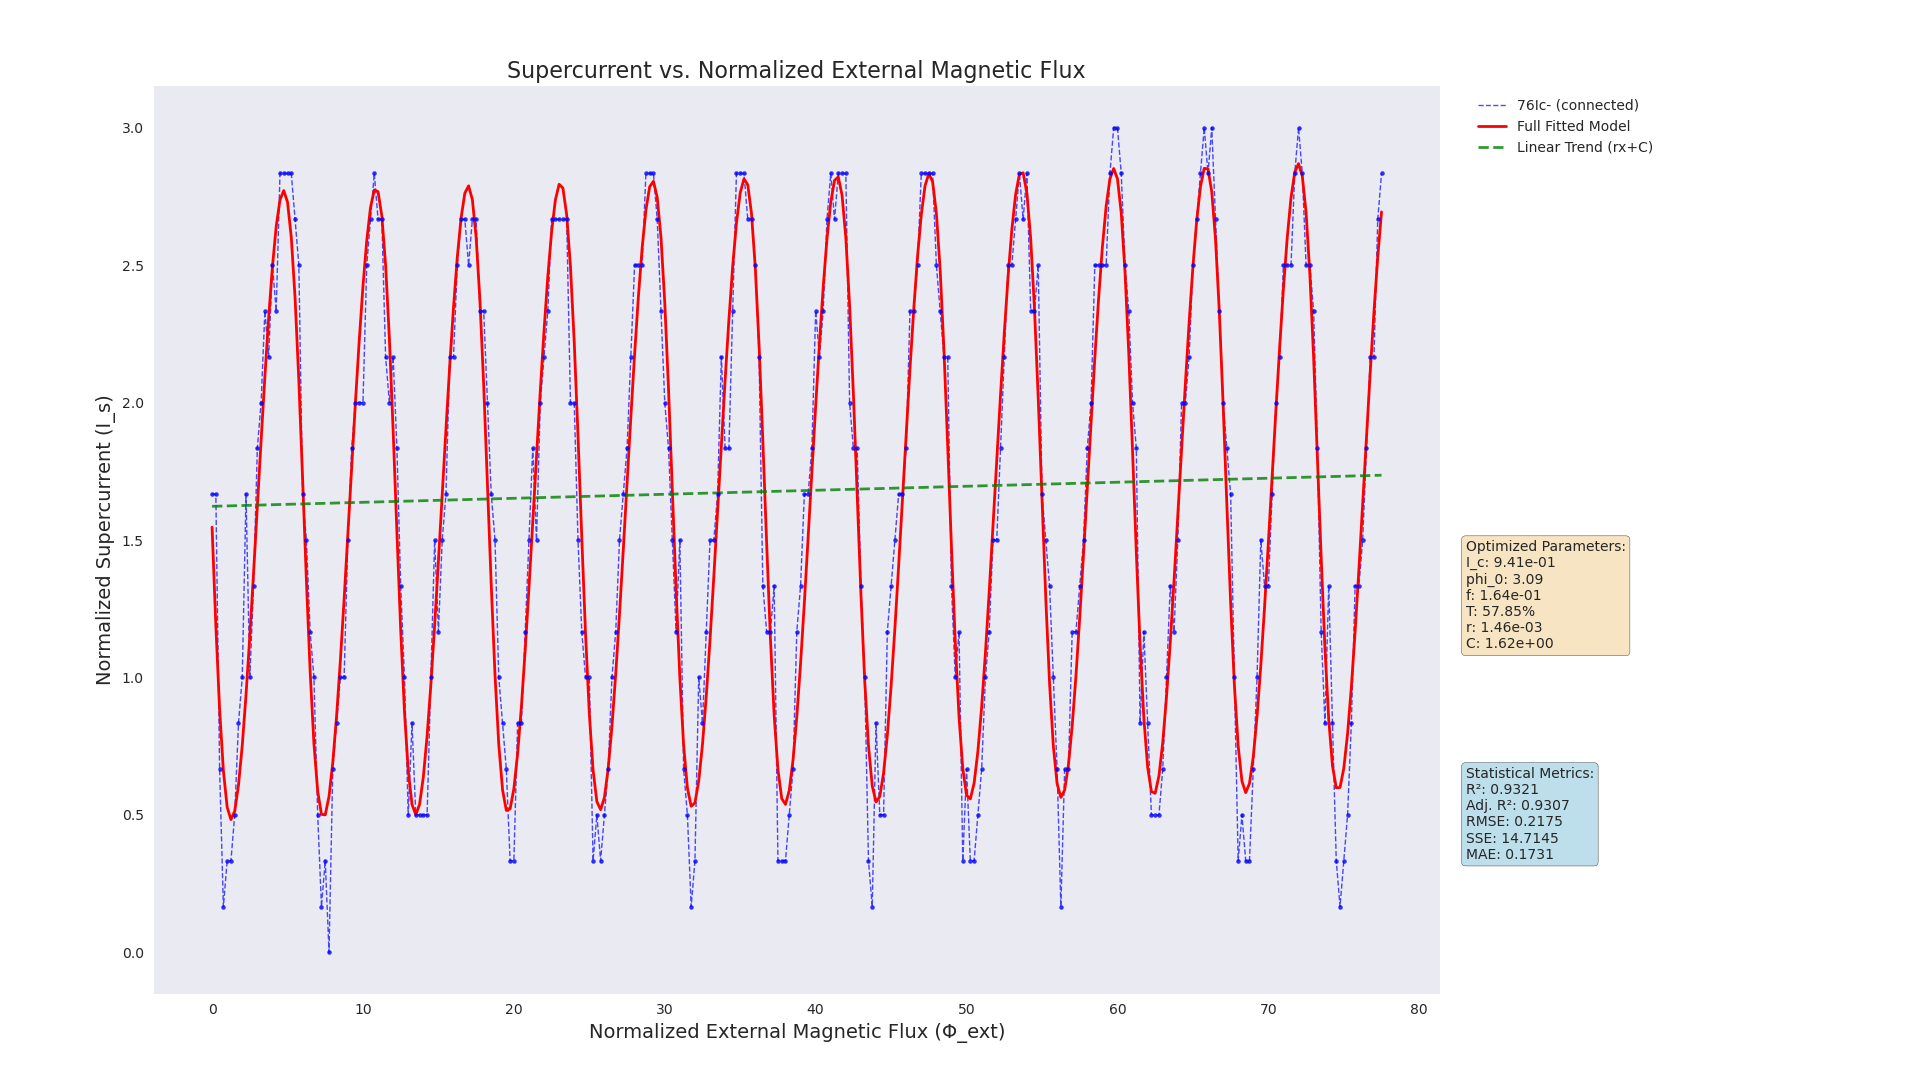 Supercurrent vs. Normalized External Magnetic Flux
76Ic- (connected)
Full Fitted Model
Linear Trend (rx+C)
Normalized Supercurrent (I_s)
3.0
2.5
2.0
1.5
1.0
0.5
0.0
0 10 20 30 40 50 60 70 80
Normalized External Magnetic Flux (Φ_ext)
Optimized Parameters:
I_c: 9.41e-01
phi_0: 3.09
f: 1.64e-01
T: 57.85%
r: 1.46e-03
C: 1.62e+00
Statistical Metrics:
R²: 0.9321
Adj. R²: 0.9307
RMSE: 0.2175
SSE: 14.7145
MAE: 0.1731